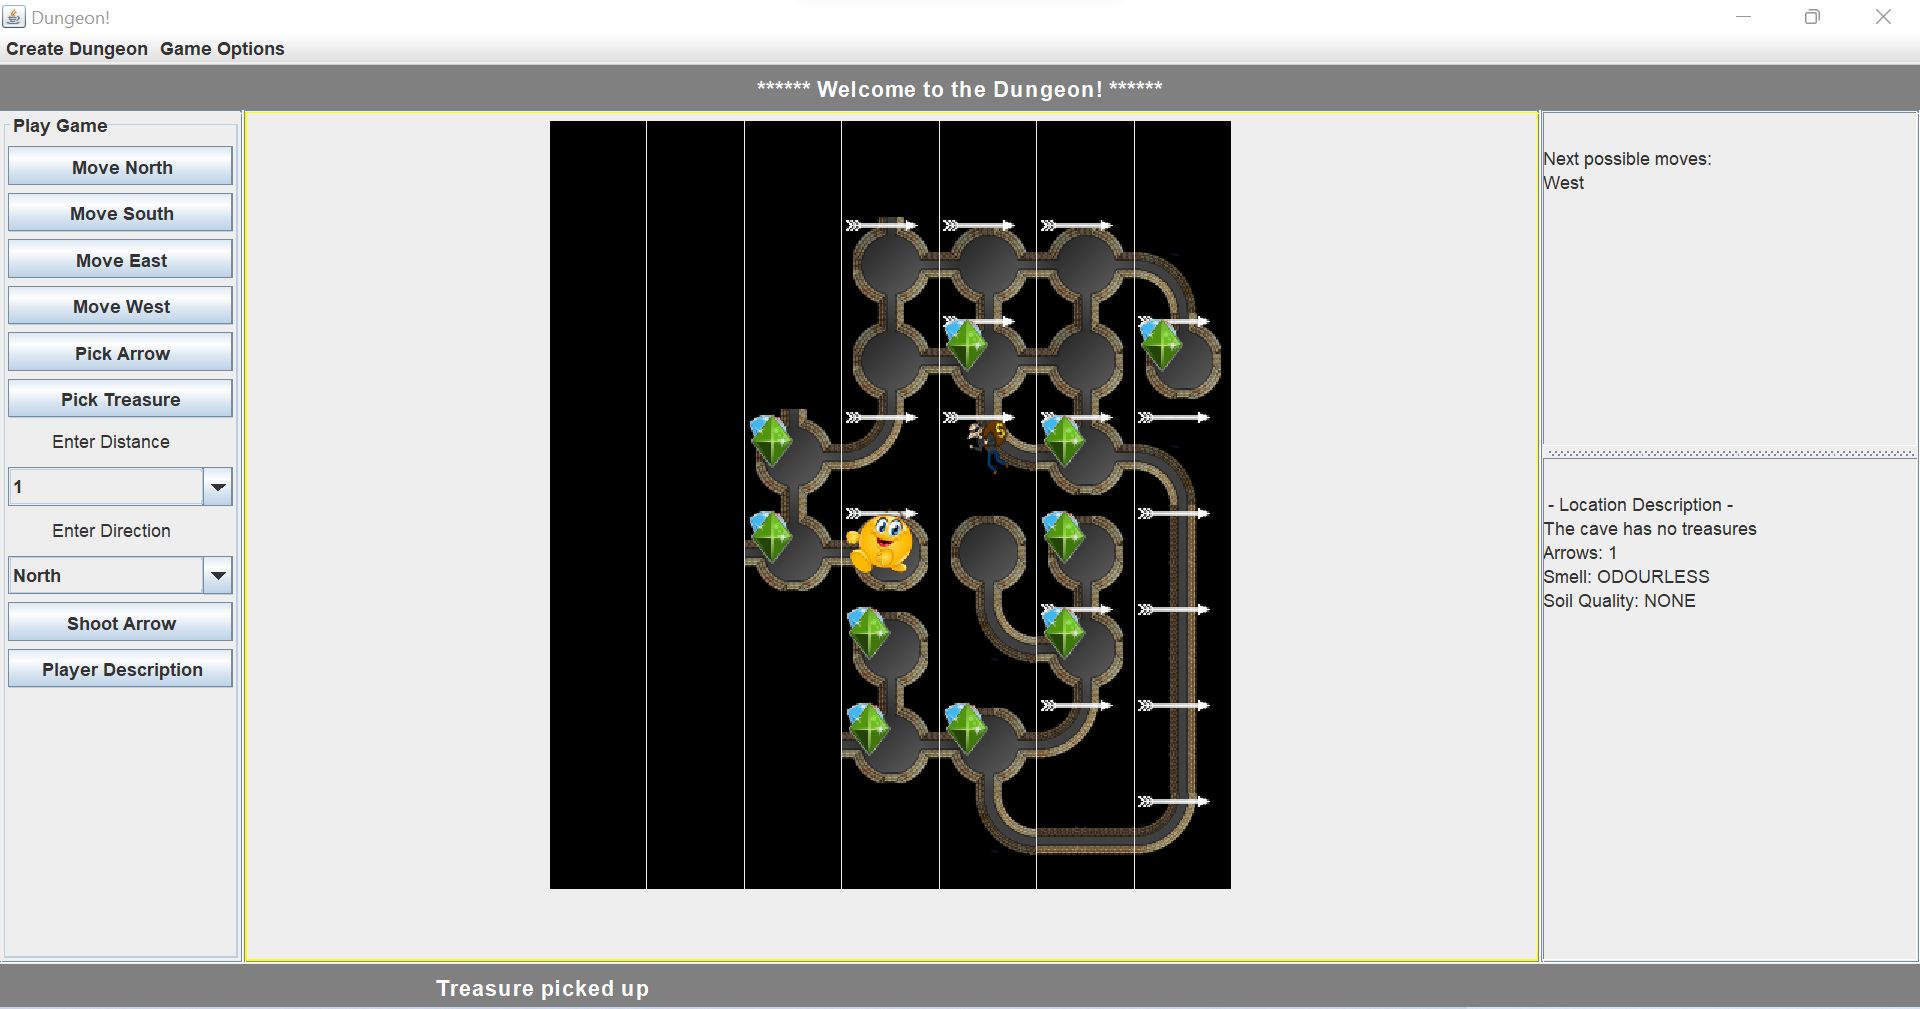 Dungeon!
Create Dungeon Game Options
****** Welcome to the Dungeon! ******
Play Game
Move North
Move South
Move East
Move West
Pick Arrow
Pick Treasure
Enter Distance
1
Enter Direction
North
Shoot Arrow
Player Description
Next possible moves:
West
- Location Description -
The cave has no treasures
Arrows: 1
Smell: ODOURLESS
Soil Quality: NONE
Treasure picked up